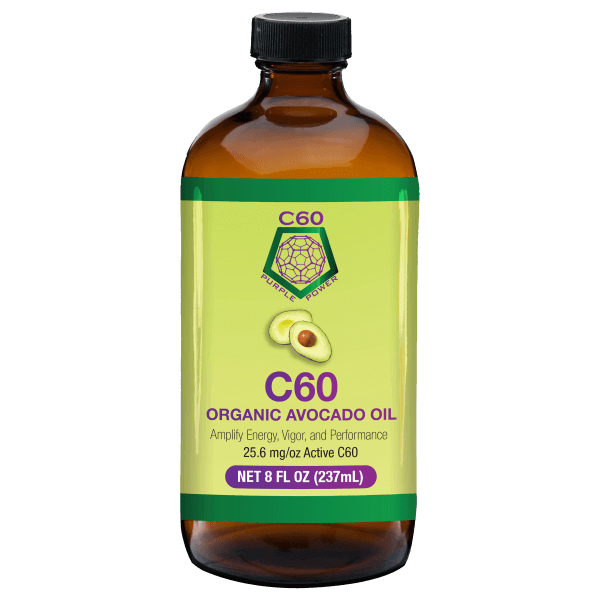 C60
PURPLE POWER
C60
ORGANIC AVOCADO OIL
Amplify Energy, Vigor, and Performance
25.6 mg/oz Active C60
NET 8 FL OZ (237mL)